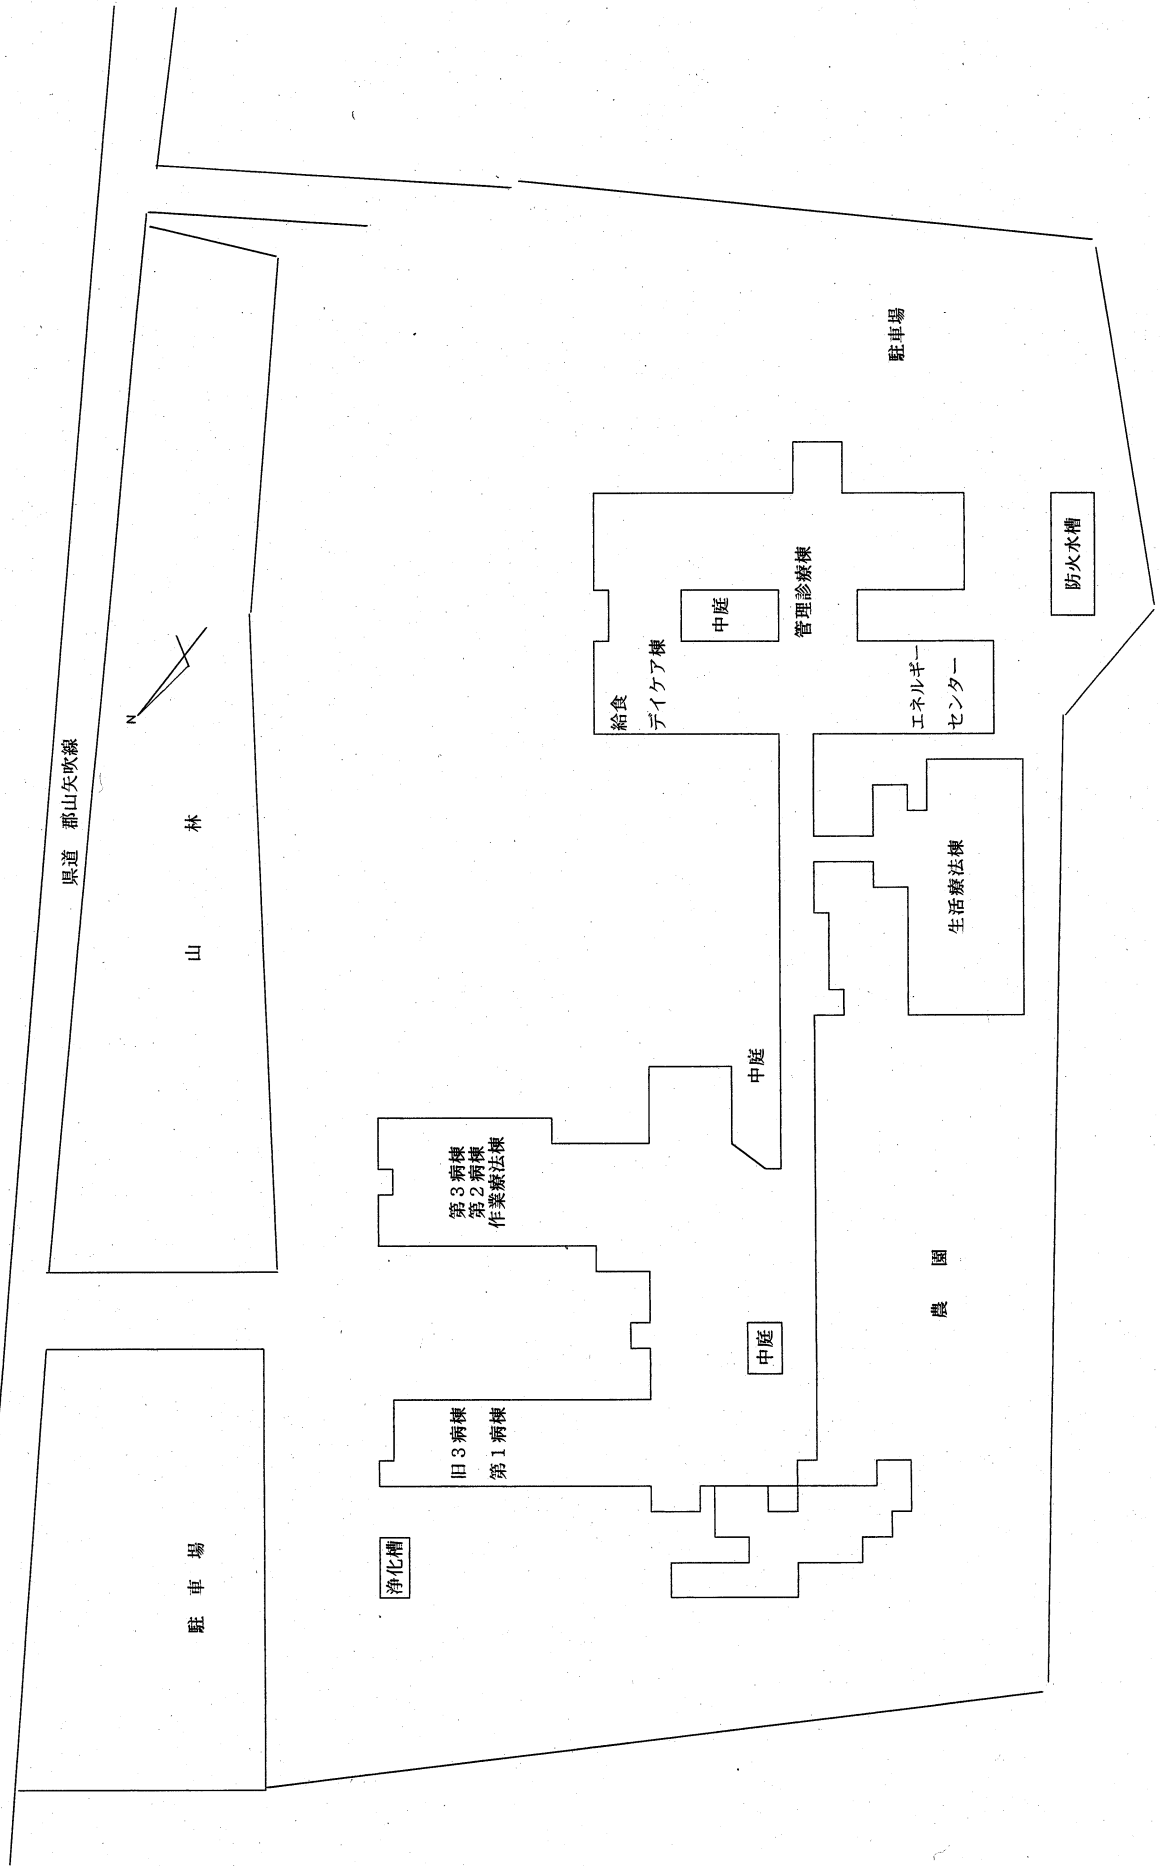 県道　郡山矢吹線
N
山　林
駐　車　場
浄化槽
旧３病棟
第１病棟
第３病棟
第２病棟
作業療法棟
中庭
中庭
給食
デイケア棟
中庭
管理診療棟
エネルギー
センター
生活療法棟
農　園
駐車場
防火水槽